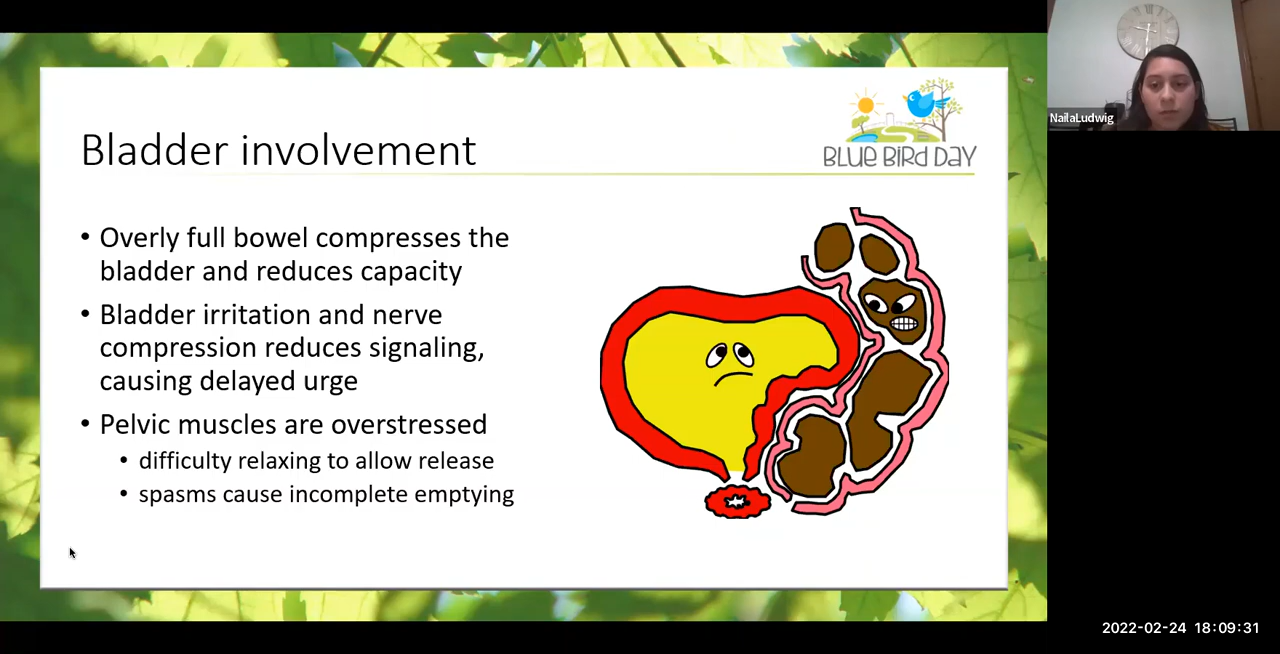 Bladder involvement
BLUE BIRD DAY
• Overly full bowel compresses the
bladder and reduces capacity
• Bladder irritation and nerve
compression reduces signaling,
causing delayed urge
• Pelvic muscles are overstressed
• difficulty relaxing to allow release
• spasms cause incomplete emptying
NailaLudwig
2022-02-24 18:09:31